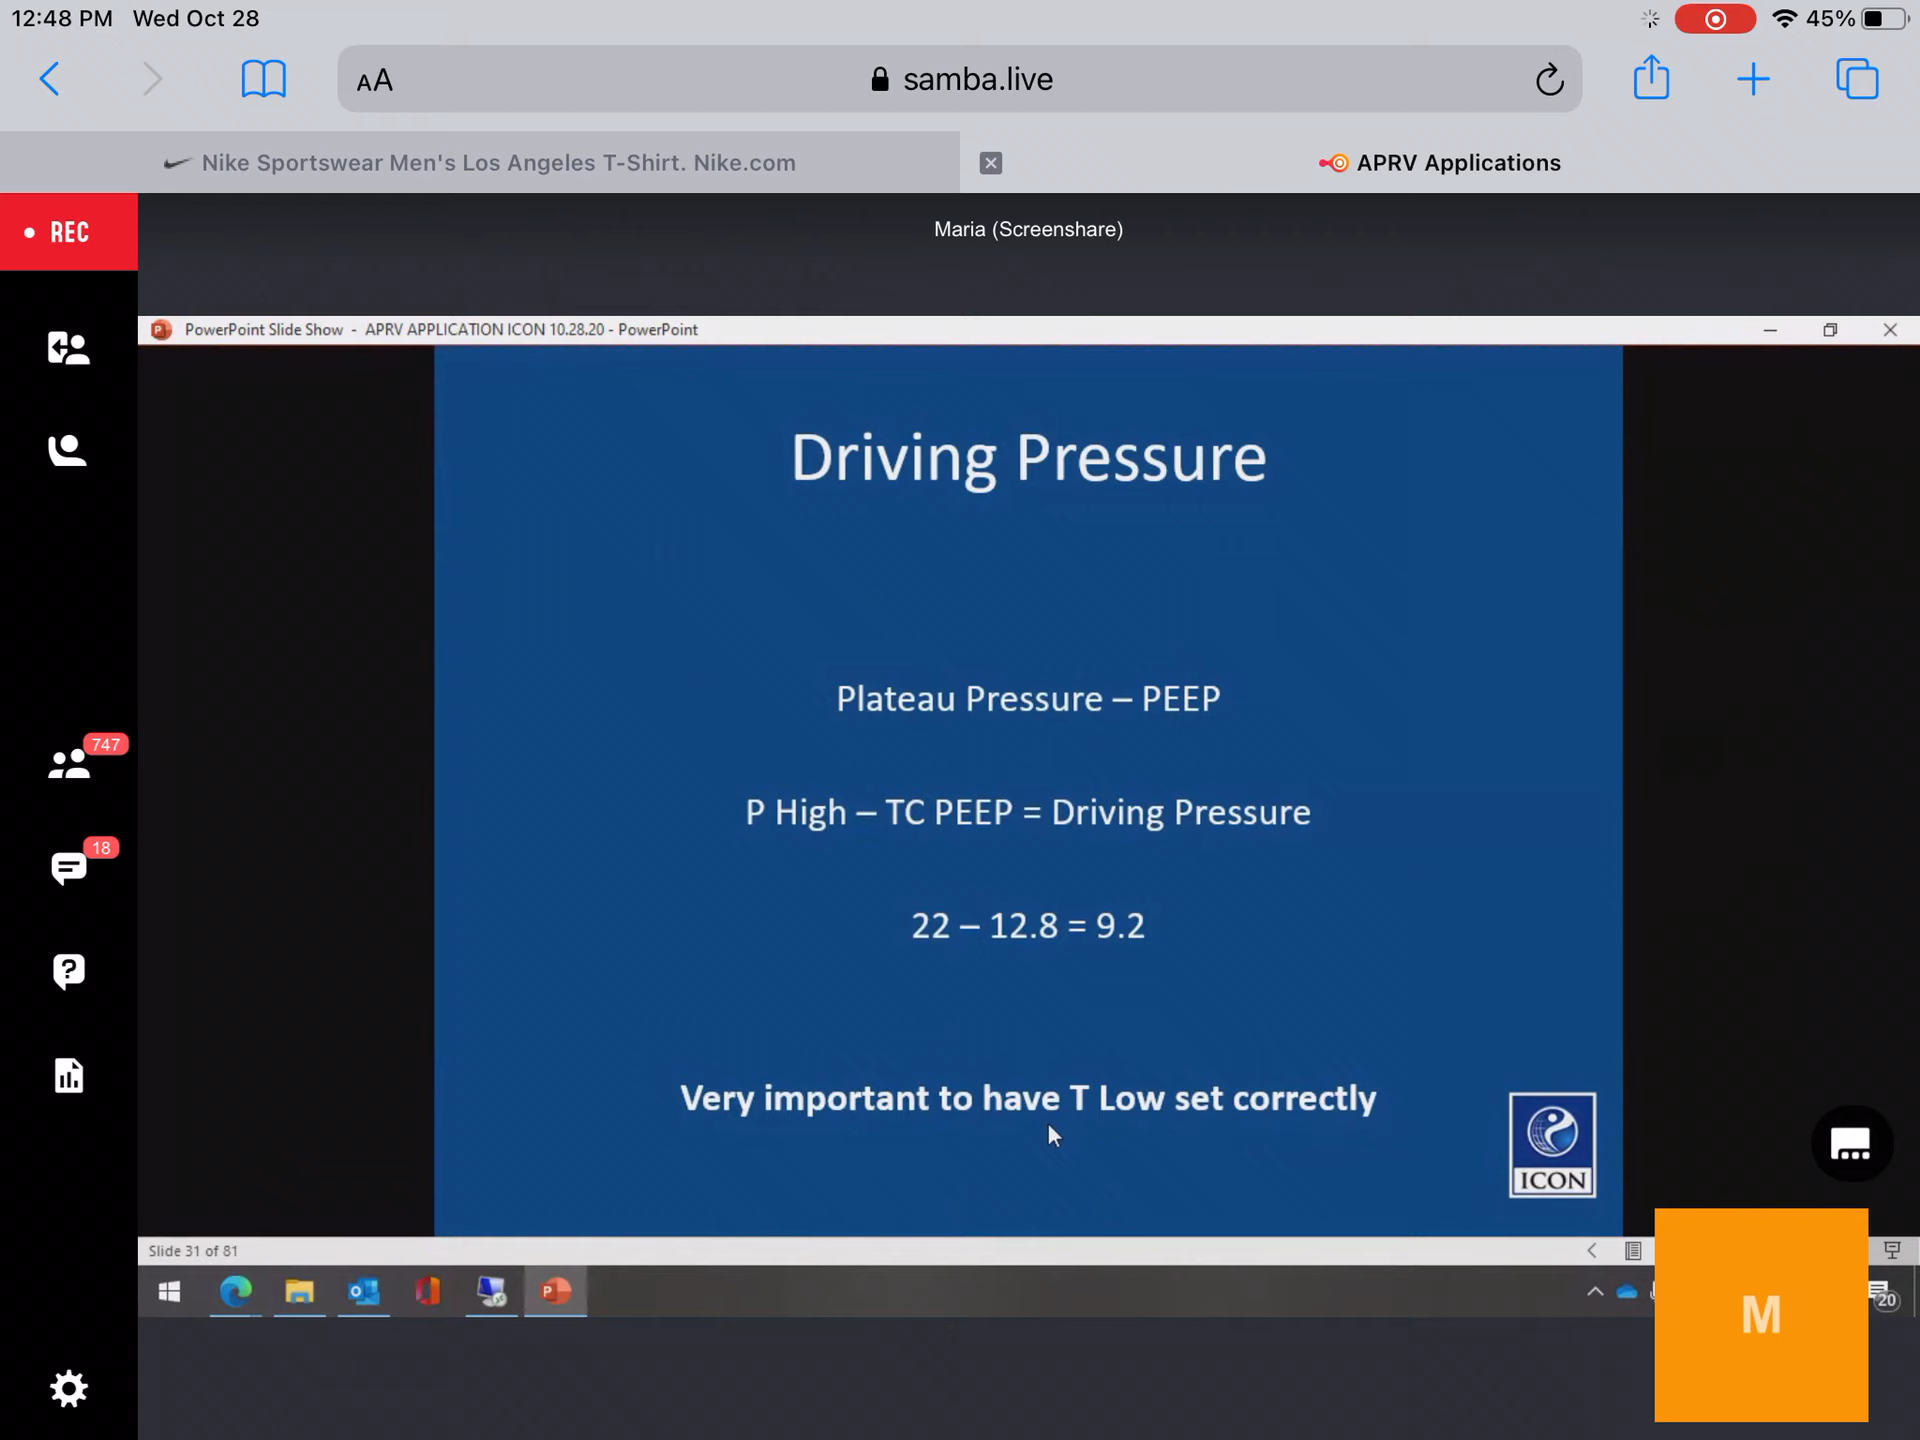 12:48 PM Wed Oct 28
45%
AA
samba.live
Nike Sportswear Men's Los Angeles T-Shirt. Nike.com
APRV Applications
REC
Maria (Screenshare)
PowerPoint Slide Show - APRV APPLICATION ICON 10.28.20 - PowerPoint
Driving Pressure
Plateau Pressure – PEEP
747
P High – TC PEEP = Driving Pressure
18
22 – 12.8 = 9.2
Very important to have T Low set correctly
ICON
Slide 31 of 81
20
M